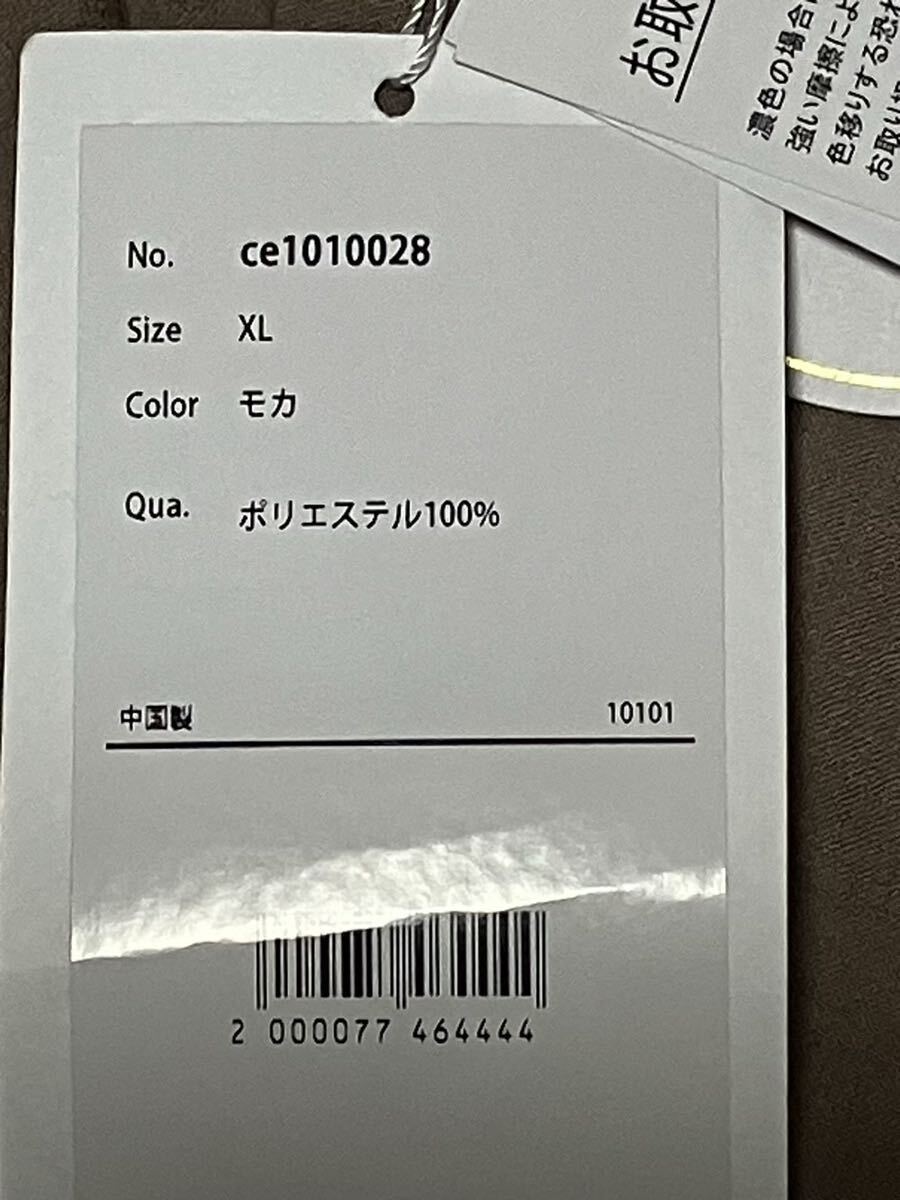 お取
濃色の場合
強い摩擦によ
色移りする恐れ
お取り
No. ce1010028
Size XL
Color モカ
Qua. ポリエステル100%
中国製 10101
2 000077 464444